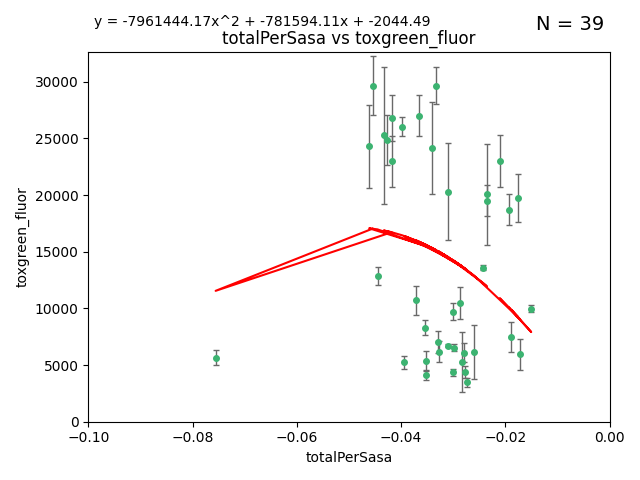 y = -7961444.17x^2 + -781594.11x + -2044.49
N = 39
totalPerSasa vs toxgreen_fluor
toxgreen_fluor
30000
25000
20000
15000
10000
5000
0
−0.10
−0.08
−0.06
−0.04
−0.02
0.00
totalPerSasa